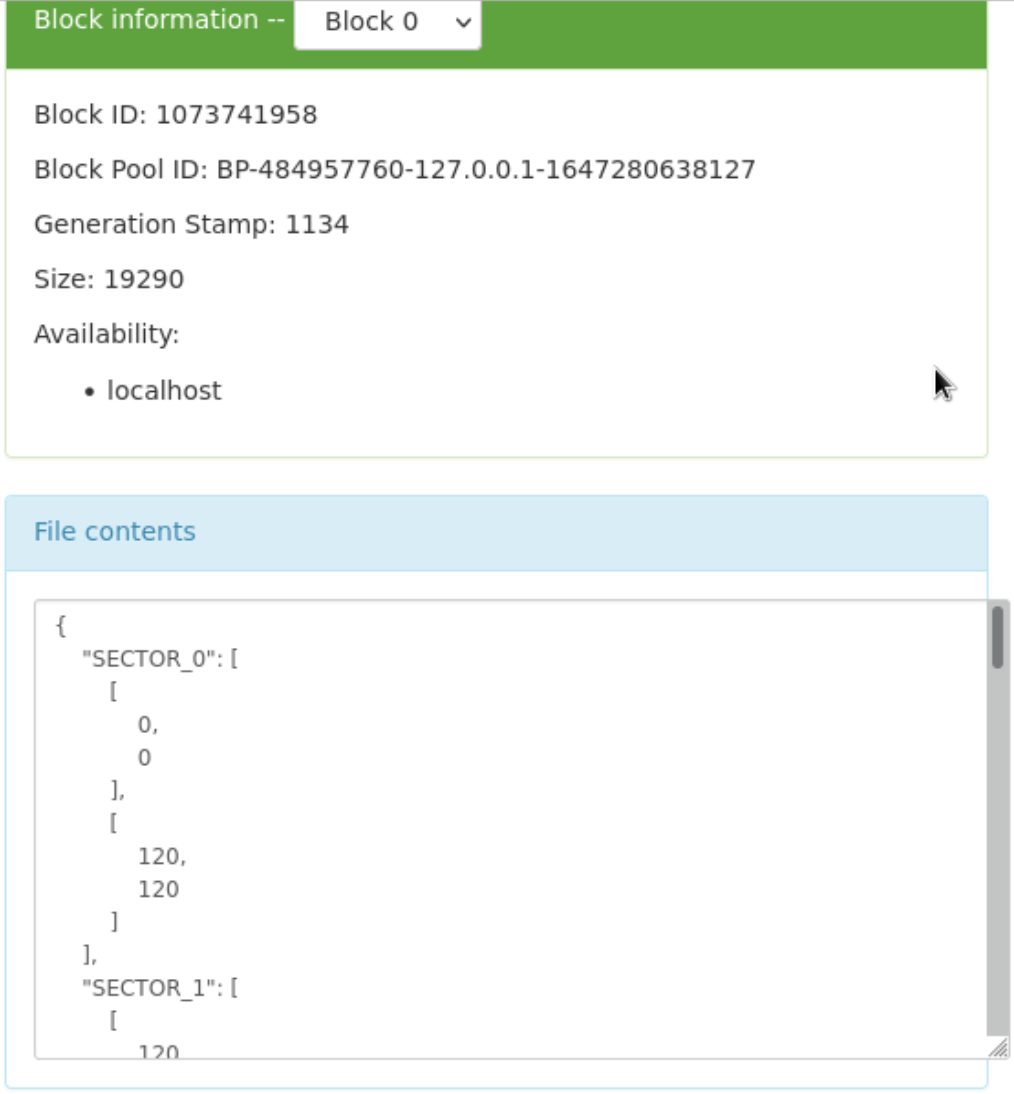 Block information -- Block 0
Block ID: 1073741958
Block Pool ID: BP-484957760-127.0.0.1-1647280638127
Generation Stamp: 1134
Size: 19290
Availability:
• localhost
File contents
{
"SECTOR_0": [
[
0,
0
],
[
120,
120
]
],
"SECTOR_1": [
[
120